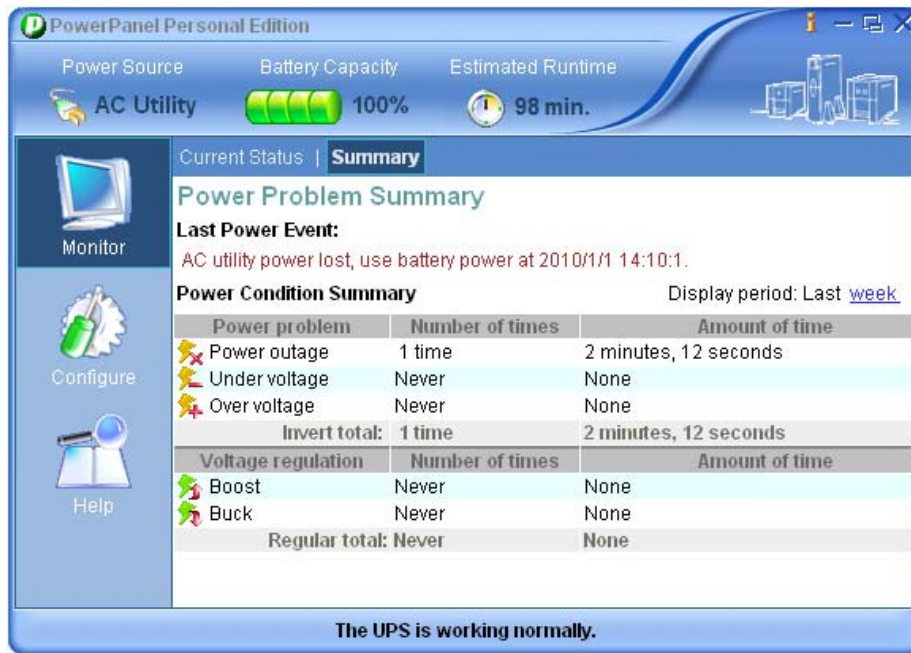 PowerPanel Personal Edition
Power Source Battery Capacity Estimated Runtime
AC Utility 100% 98 min.
Current Status | Summary
Monitor
Configure
Help
Power Problem Summary
Last Power Event:
AC utility power lost, use battery power at 2010/1/1 14:10:1.
Power Condition Summary Display period: Last week
Power problem Number of times Amount of time
Power outage 1 time 2 minutes, 12 seconds
Under voltage Never None
Over voltage Never None
Invert total: 1 time 2 minutes, 12 seconds
Voltage regulation Number of times Amount of time
Boost Never None
Buck Never None
Regular total: Never None
The UPS is working normally.